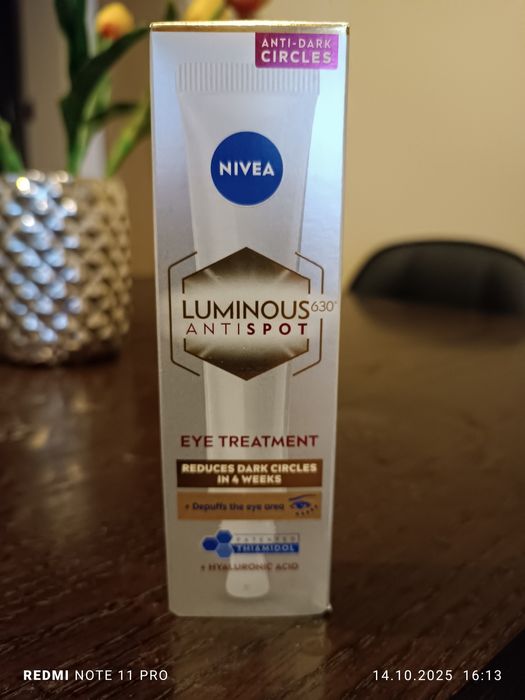 ANTI-DARK
CIRCLES
NIVEA
LUMINOUS630®
ANTISPOT
EYE TREATMENT
REDUCES DARK CIRCLES
IN 4 WEEKS
+ Depuffs the eye area
PATENTED
THIAMIDOL
+ HYALURONIC ACID
REDMI NOTE 11 PRO
14.10.2025 16:13